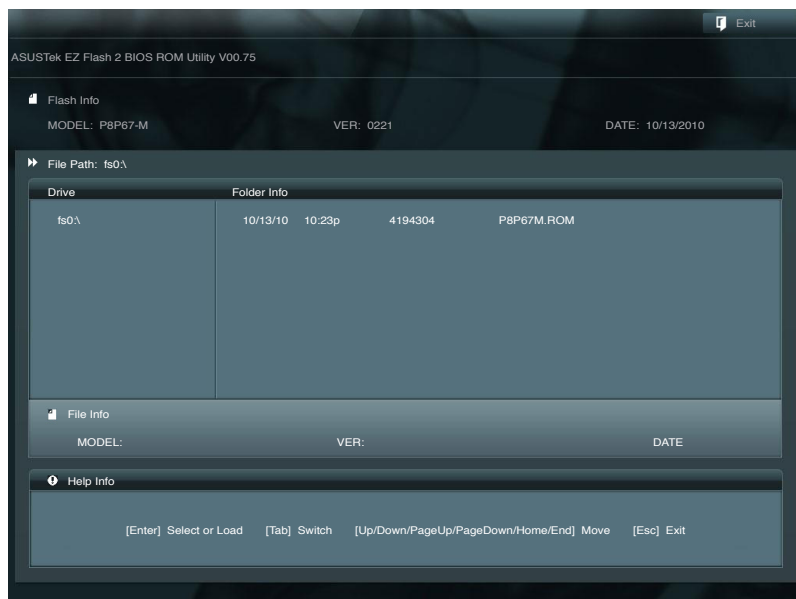 Exit
ASUSTek EZ Flash 2 BIOS ROM Utility V00.75
Flash Info
MODEL: P8P67-M VER: 0221 DATE: 10/13/2010
File Path: fs0:\
Drive Folder Info
fs0:\ 10/13/10 10:23p 4194304 P8P67M.ROM
File Info
MODEL: VER: DATE
Help Info
[Enter] Select or Load [Tab] Switch [Up/Down/PageUp/PageDown/Home/End] Move [Esc] Exit